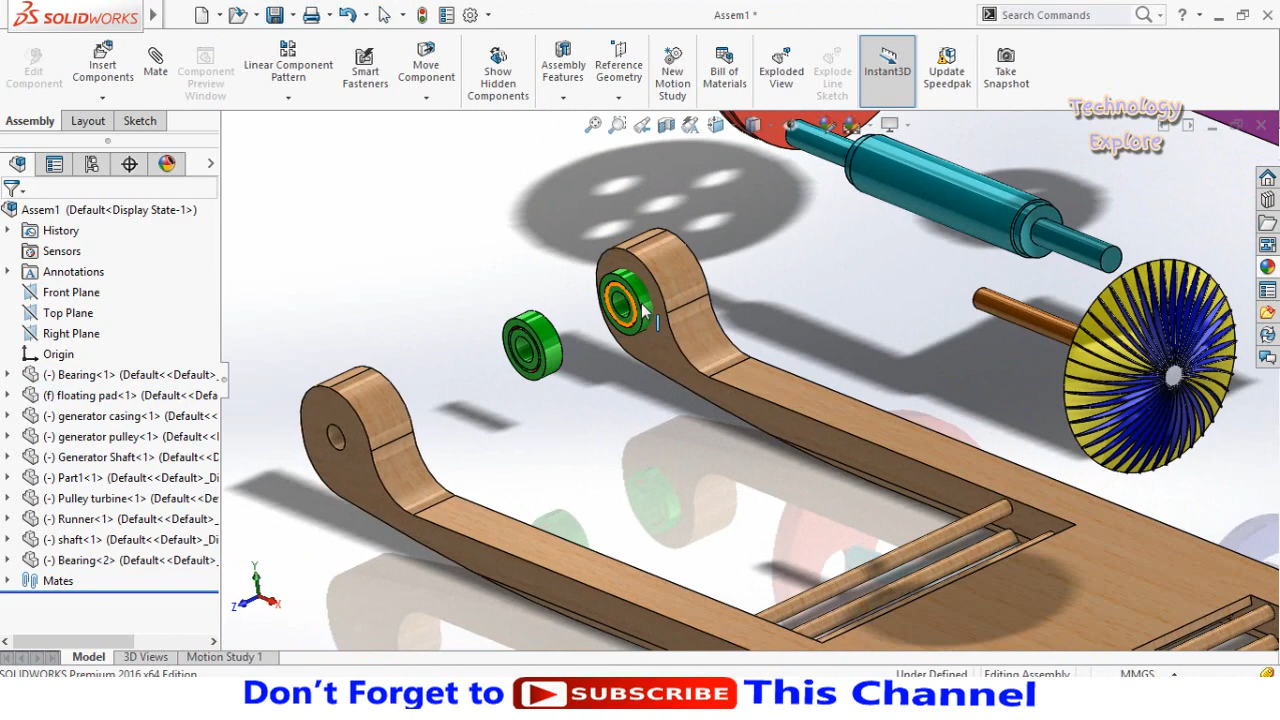 SOLIDWORKS
Assem1 *
Search Commands
Edit Component
Insert Components
Mate
Component Preview Window
Linear Component Pattern
Smart Fasteners
Move Component
Show Hidden Components
Assembly Features
Reference Geometry
New Motion Study
Bill of Materials
Exploded View
Explode Line Sketch
Instant3D
Update Speedpak
Take Snapshot
Technology
Explore
Assembly
Layout
Sketch
Assem1 (Default<Display State-1>)
History
Sensors
Annotations
Front Plane
Top Plane
Right Plane
Origin
(-) Bearing<1> (Default<<Default>_
(f) floating pad<1> (Default<<Defa
(-) generator casing<1> (Default<<
(-) generator pulley<1> (Default<<
(-) Generator Shaft<1> (Default<<D
(-) Part1<1> (Default<<Default>_Di
(-) Pulley turbine<1> (Default<<De
(-) Runner<1> (Default<<Default>_
(-) shaft<1> (Default<<Default>_Di
(-) Bearing<2> (Default<<Default>_
Mates
Y
Z
X
Model
3D Views
Motion Study 1
SOLIDWORKS Premium 2016 x64 Edition
Under Defined
Editing Assembly
MMGS
Don't Forget to SUBSCRIBE This Channel